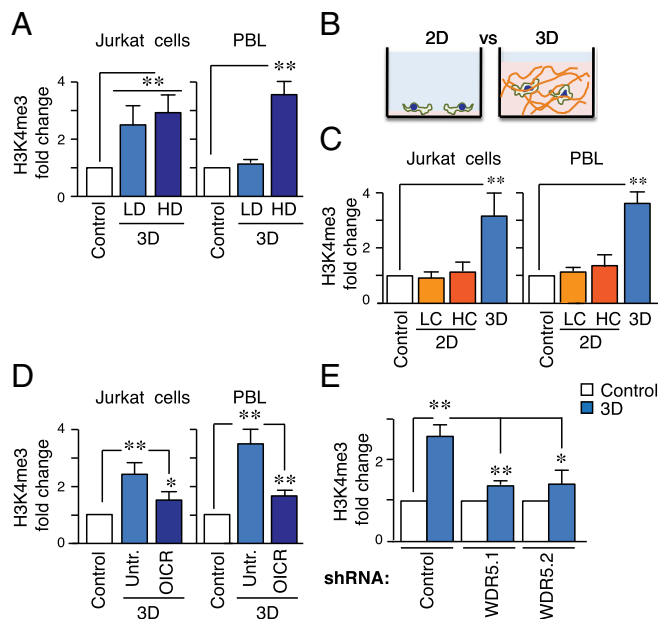 A
Jurkat cells
PBL
**
**
H3K4me3
fold change
4
2
0
Control
LD
HD
3D
Control
LD
HD
3D
B
2D vs 3D
C
Jurkat cells
PBL
**
**
H3K4me3
fold change
4
2
0
Control
LC
HC
2D
3D
Control
LC
HC
2D
3D
D
Jurkat cells
PBL
**
*
**
**
H3K4me3
fold change
4
2
0
Control
Untr.
OICR
3D
Control
Untr.
OICR
3D
E
Control
3D
**
**
*
H3K4me3
fold change
2
0
shRNA:
Control
WDR5.1
WDR5.2